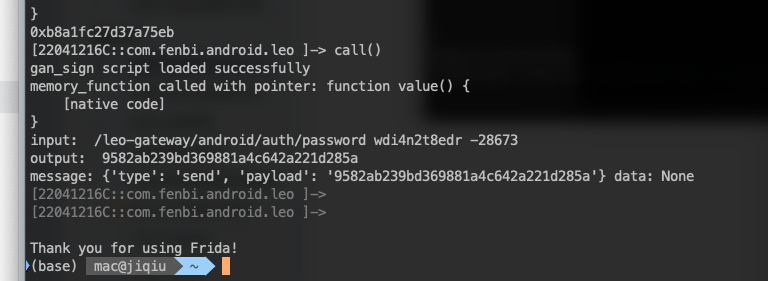 }
0xb8a1fc27d37a75eb
[22041216C::com.fenbi.android.leo ]-> call()
gan_sign script loaded successfully
memory_function called with pointer: function value() {
    [native code]
}
input:  /leo-gateway/android/auth/password wdi4n2t8edr -28673
output:  9582ab239bd369881a4c642a221d285a
message: {'type': 'send', 'payload': '9582ab239bd369881a4c642a221d285a'} data: None
[22041216C::com.fenbi.android.leo ]->
[22041216C::com.fenbi.android.leo ]->
Thank you for using Frida!
(base) mac@jiqiu ~